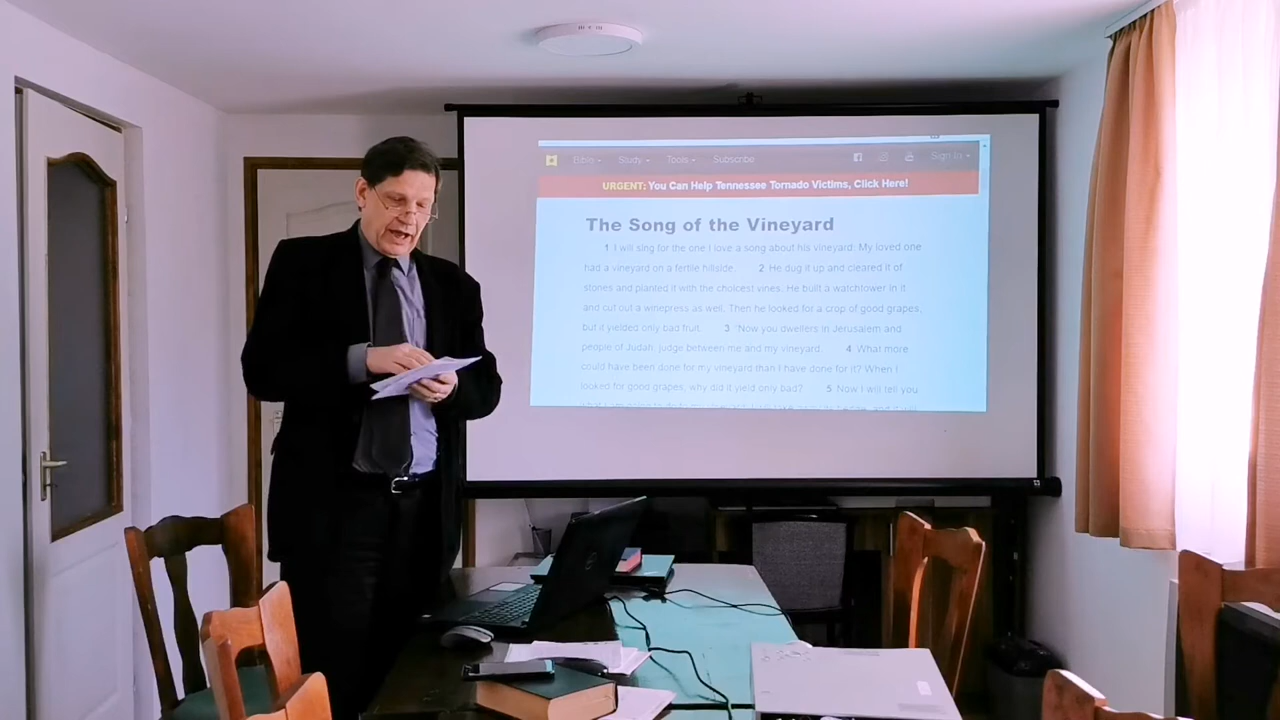 Bible Study Tools Subscribe Sign In
URGENT: You Can Help Tennessee Tornado Victims, Click Here!
The Song of the Vineyard
1 I will sing for the one I love a song about his vineyard: My loved one
had a vineyard on a fertile hillside. 2 He dug it up and cleared it of
stones and planted it with the choicest vines. He built a watchtower in it
and cut out a winepress as well. Then he looked for a crop of good grapes,
but it yielded only bad fruit. 3 “Now you dwellers in Jerusalem and
people of Judah, judge between me and my vineyard. 4 What more
could have been done for my vineyard than I have done for it? When I
looked for good grapes, why did it yield only bad? 5 Now I will tell you